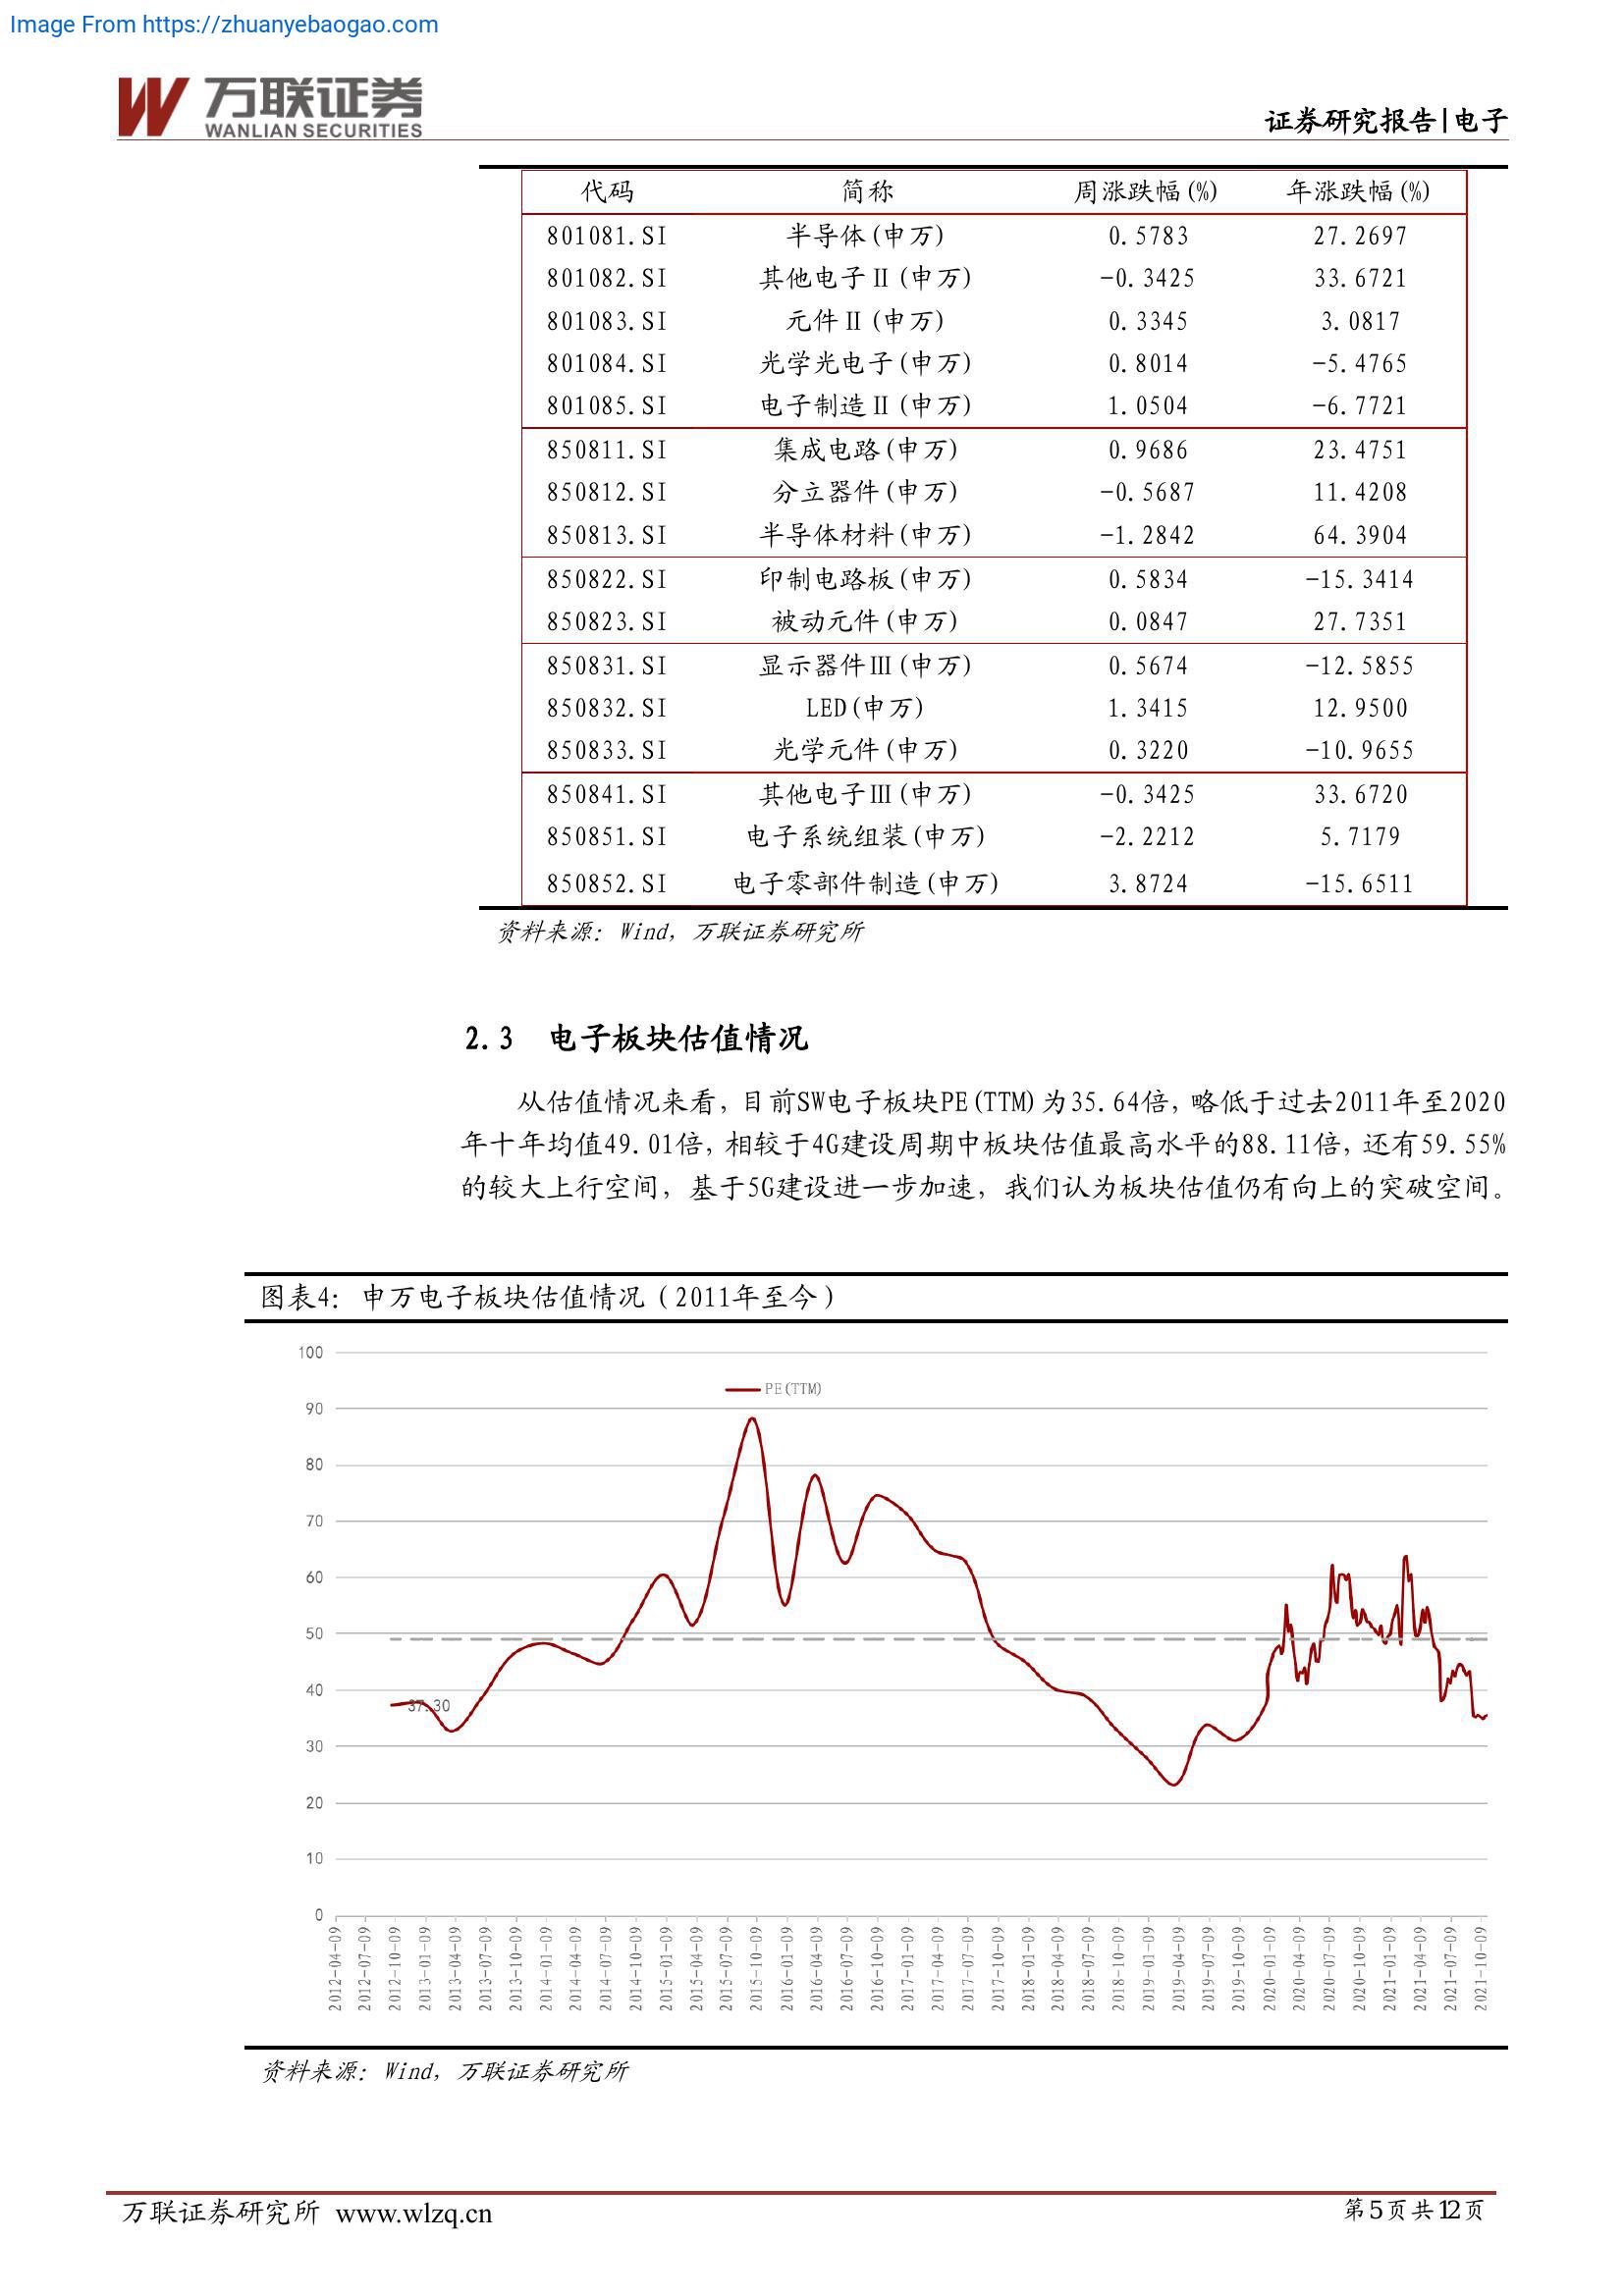 Image From https://zhuanyebaogao.com
万联证券
WANLIAN SECURITIES
证券研究报告|电子
代码 简称 周涨跌幅(%) 年涨跌幅(%)
801081.SI 半导体(申万) 0.5783 27.2697
801082.SI 其他电子Ⅱ(申万) -0.3425 33.6721
801083.SI 元件Ⅱ(申万) 0.3345 3.0817
801084.SI 光学光电子(申万) 0.8014 -5.4765
801085.SI 电子制造Ⅱ(申万) 1.0504 -6.7721
850811.SI 集成电路(申万) 0.9686 23.4751
850812.SI 分立器件(申万) -0.5687 11.4208
850813.SI 半导体材料(申万) -1.2842 64.3904
850822.SI 印制电路板(申万) 0.5834 -15.3414
850823.SI 被动元件(申万) 0.0847 27.7351
850831.SI 显示器件Ⅲ(申万) 0.5674 -12.5855
850832.SI LED(申万) 1.3415 12.9500
850833.SI 光学元件(申万) 0.3220 -10.9655
850841.SI 其他电子Ⅲ(申万) -0.3425 33.6720
850851.SI 电子系统组装(申万) -2.2212 5.7179
850852.SI 电子零部件制造(申万) 3.8724 -15.6511
资料来源：Wind，万联证券研究所
2.3 电子板块估值情况
从估值情况来看，目前SW电子板块PE(TTM)为35.64倍，略低于过去2011年至2020
年十年均值49.01倍，相较于4G建设周期中板块估值最高水平的88.11倍，还有59.55%
的较大上行空间，基于5G建设进一步加速，我们认为板块估值仍有向上的突破空间。
图表4：申万电子板块估值情况（2011年至今）
100
PE(TTM)
90
80
70
60
50
40
37.30
30
20
10
0
2012-04-09 2012-07-09 2012-10-09 2013-01-09 2013-04-09 2013-07-09 2013-10-09 2014-01-09 2014-04-09 2014-07-09 2014-10-09 2015-01-09 2015-04-09 2015-07-09 2015-10-09 2016-01-09 2016-04-09 2016-07-09 2016-10-09 2017-01-09 2017-04-09 2017-07-09 2017-10-09 2018-01-09 2018-04-09 2018-07-09 2018-10-09 2019-01-09 2019-04-09 2019-07-09 2019-10-09 2020-01-09 2020-04-09 2020-07-09 2020-10-09 2021-01-09 2021-04-09 2021-07-09 2021-10-09
资料来源：Wind，万联证券研究所
万联证券研究所 www.wlzq.cn
第5页共12页